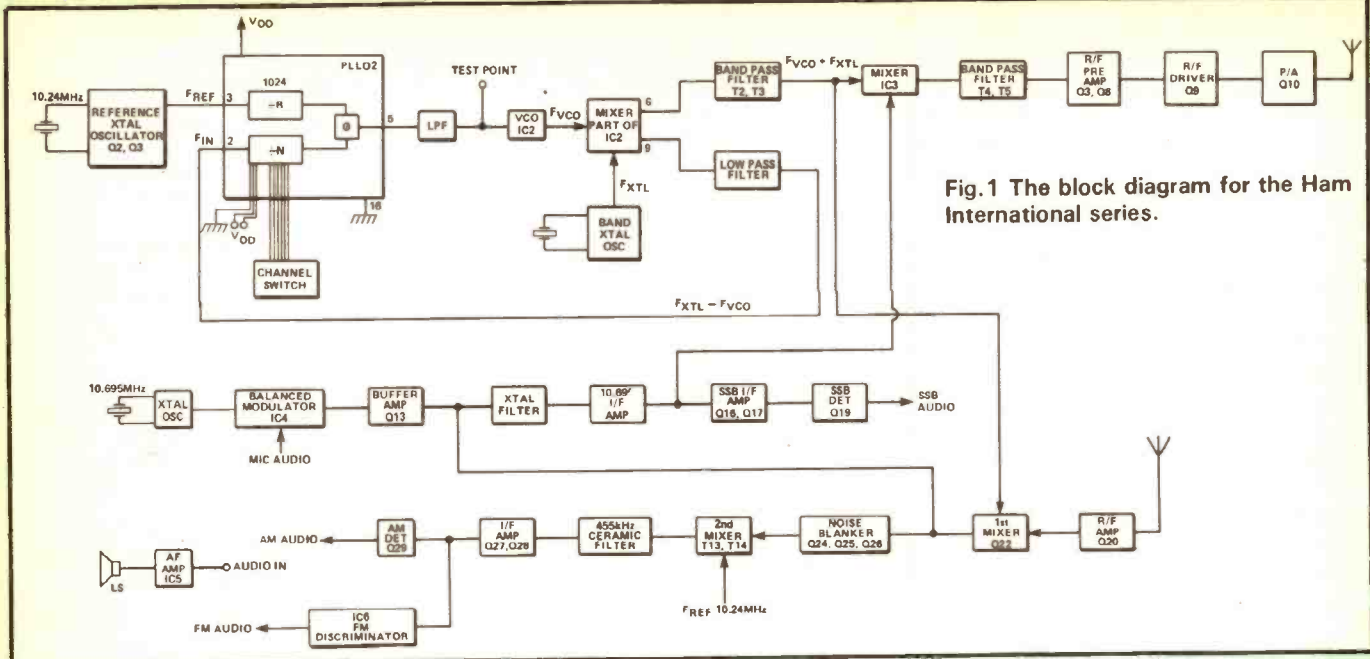 VDD
PLL02
1024
10.24MHz
REFERENCE
XTAL
OSCILLATOR
Q2, Q3
FREF
3
÷R
FIN
2
÷N
Ø
5
16
VDD
CHANNEL
SWITCH
LPF
TEST POINT
VCO
IC2
FVCO
MIXER
PART OF
IC2
6
9
FXTL
BAND
XTAL
OSC
BAND PASS
FILTER
T2, T3
LOW PASS
FILTER
FVCO + FXTL
MIXER
IC3
BAND PASS
FILTER
T4, T5
R/F
PRE
AMP
Q3, Q8
R/F
DRIVER
Q9
P/A
Q10
Fig.1 The block diagram for the Ham
International series.
FXTL – FVCO
10.695MHz
XTAL
OSC
BALANCED
MODULATOR
IC4
MIC AUDIO
BUFFER
AMP
Q13
XTAL
FILTER
10.69/
I/F
AMP
SSB I/F
AMP
Q16, Q17
SSB
DET
Q19
SSB
AUDIO
LS
AF
AMP
IC5
AUDIO IN
AM AUDIO
AM
DET
Q29
I/F
AMP
Q27,Q28
455kHz
CERAMIC
FILTER
2nd
MIXER
T13, T14
NOISE
BLANKER
Q24, Q25, Q26
1st
MIXER
Q22
R/F
AMP
Q20
FREF 10.24MHz
FM AUDIO
IC6
FM
DISCRIMINATOR